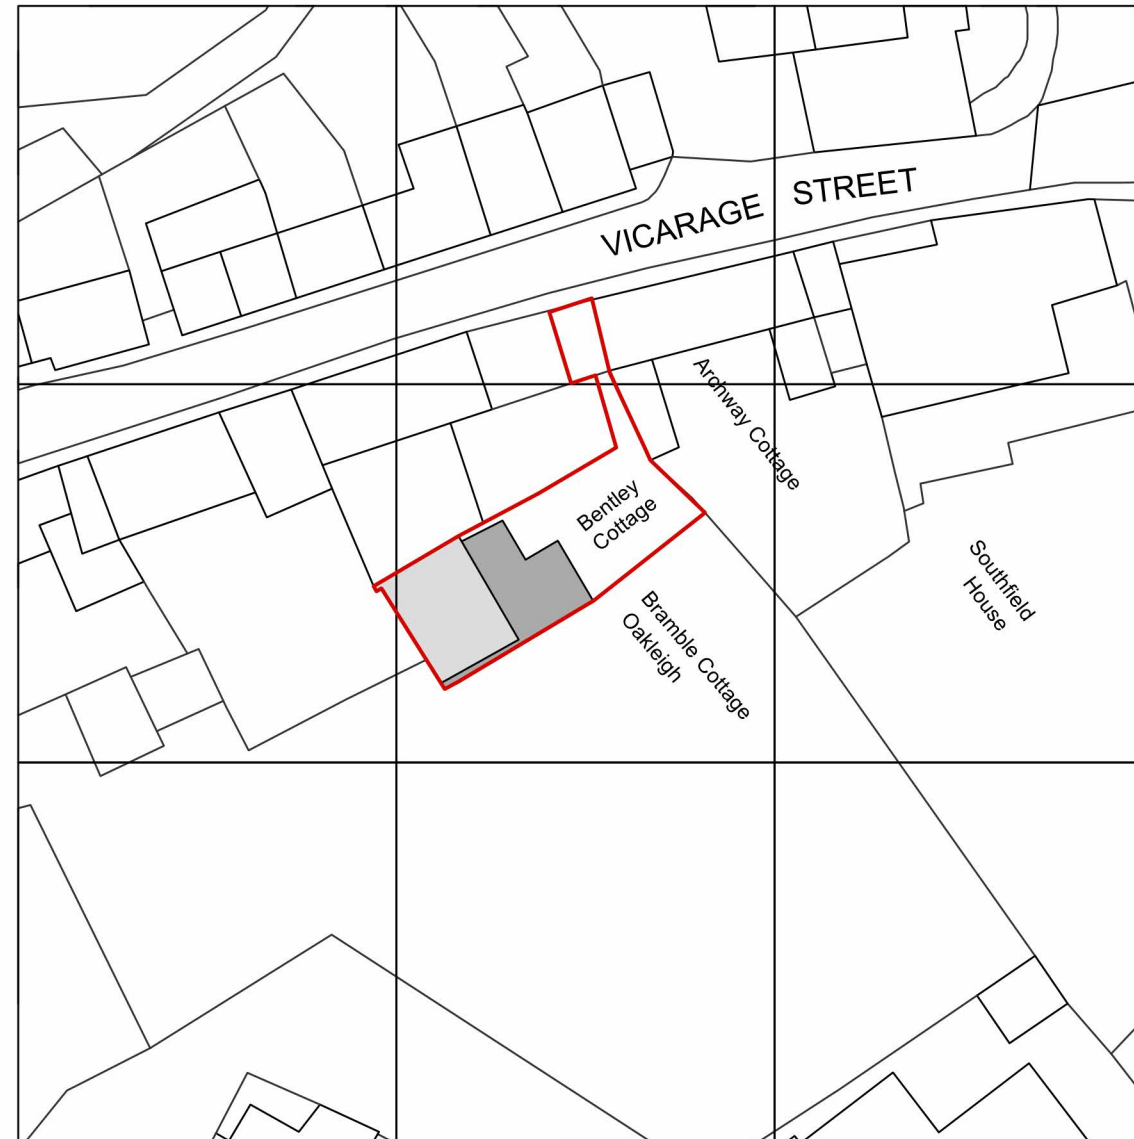 VICARAGE STREET
Archway Cottage
Bentley
Cottage
Southfield
House
Bramble Cottage
Oakleigh